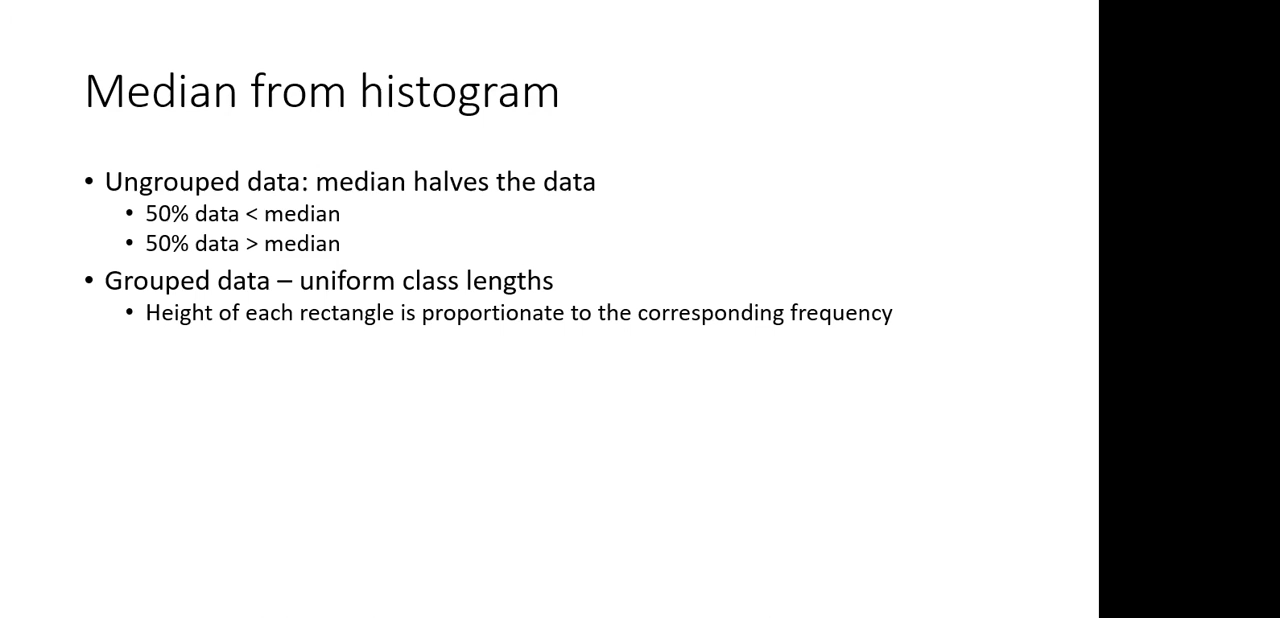 Median from histogram
• Ungrouped data: median halves the data
• 50% data < median
• 50% data > median
• Grouped data – uniform class lengths
• Height of each rectangle is proportionate to the corresponding frequency